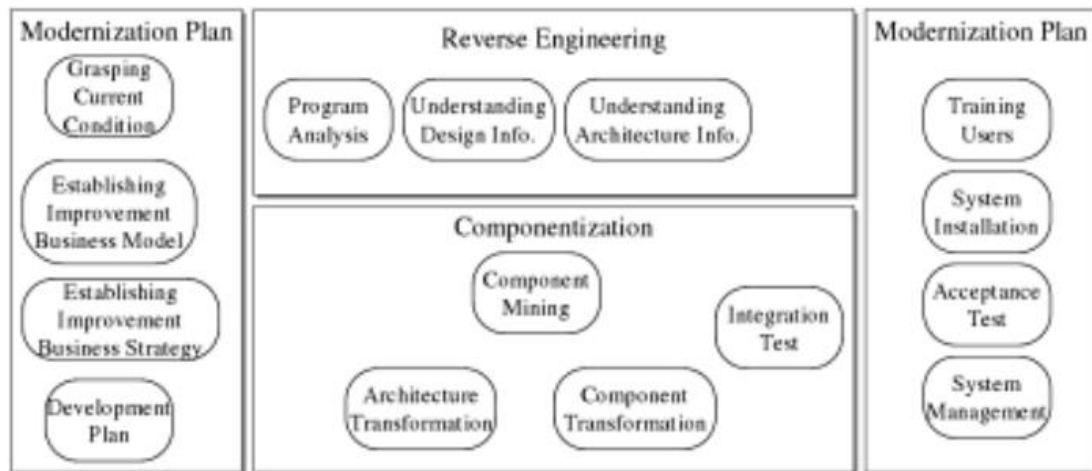 Modernization Plan
Grasping
Current
Condition
Establishing
Improvement
Business Model
Establishing
Improvement
Business Strategy
Development
Plan
Reverse Engineering
Program
Analysis
Understanding
Design Info.
Understanding
Architecture Info.
Componentization
Component
Mining
Integration
Test
Architecture
Transformation
Component
Transformation
Modernization Plan
Training
Users
System
Installation
Acceptance
Test
System
Management